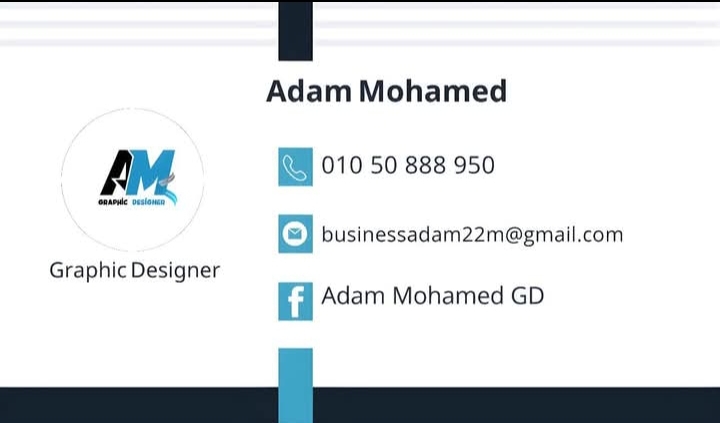 Adam Mohamed
AM
GRAPHIC DESIGNER
Graphic Designer
010 50 888 950
businessadam22m@gmail.com
Adam Mohamed GD